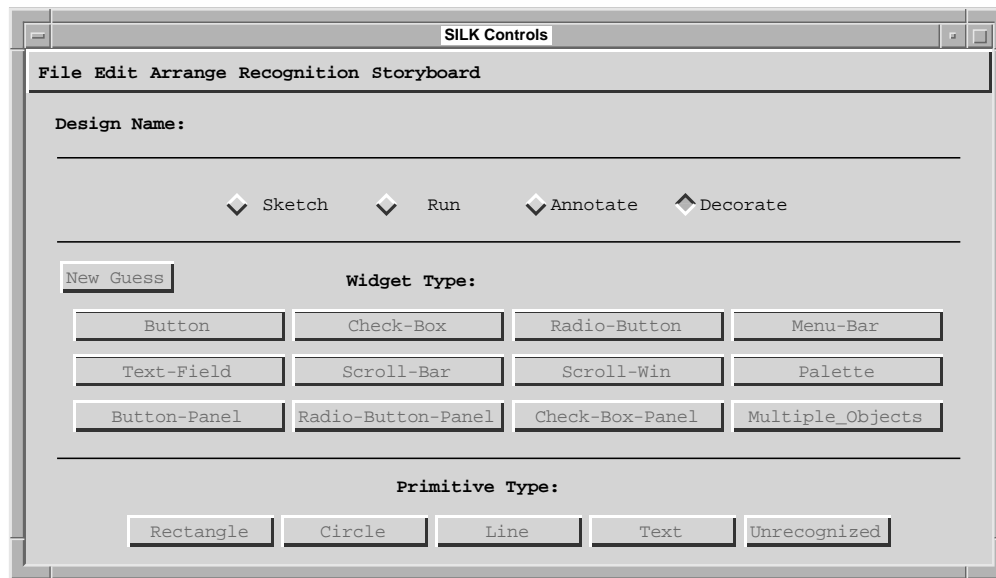 SILK Controls
File Edit Arrange Recognition Storyboard
Design Name:
Sketch Run Annotate Decorate
New Guess Widget Type:
Button Check-Box Radio-Button Menu-Bar
Text-Field Scroll-Bar Scroll-Win Palette
Button-Panel Radio-Button-Panel Check-Box-Panel Multiple_Objects
Primitive Type:
Rectangle Circle Line Text Unrecognized